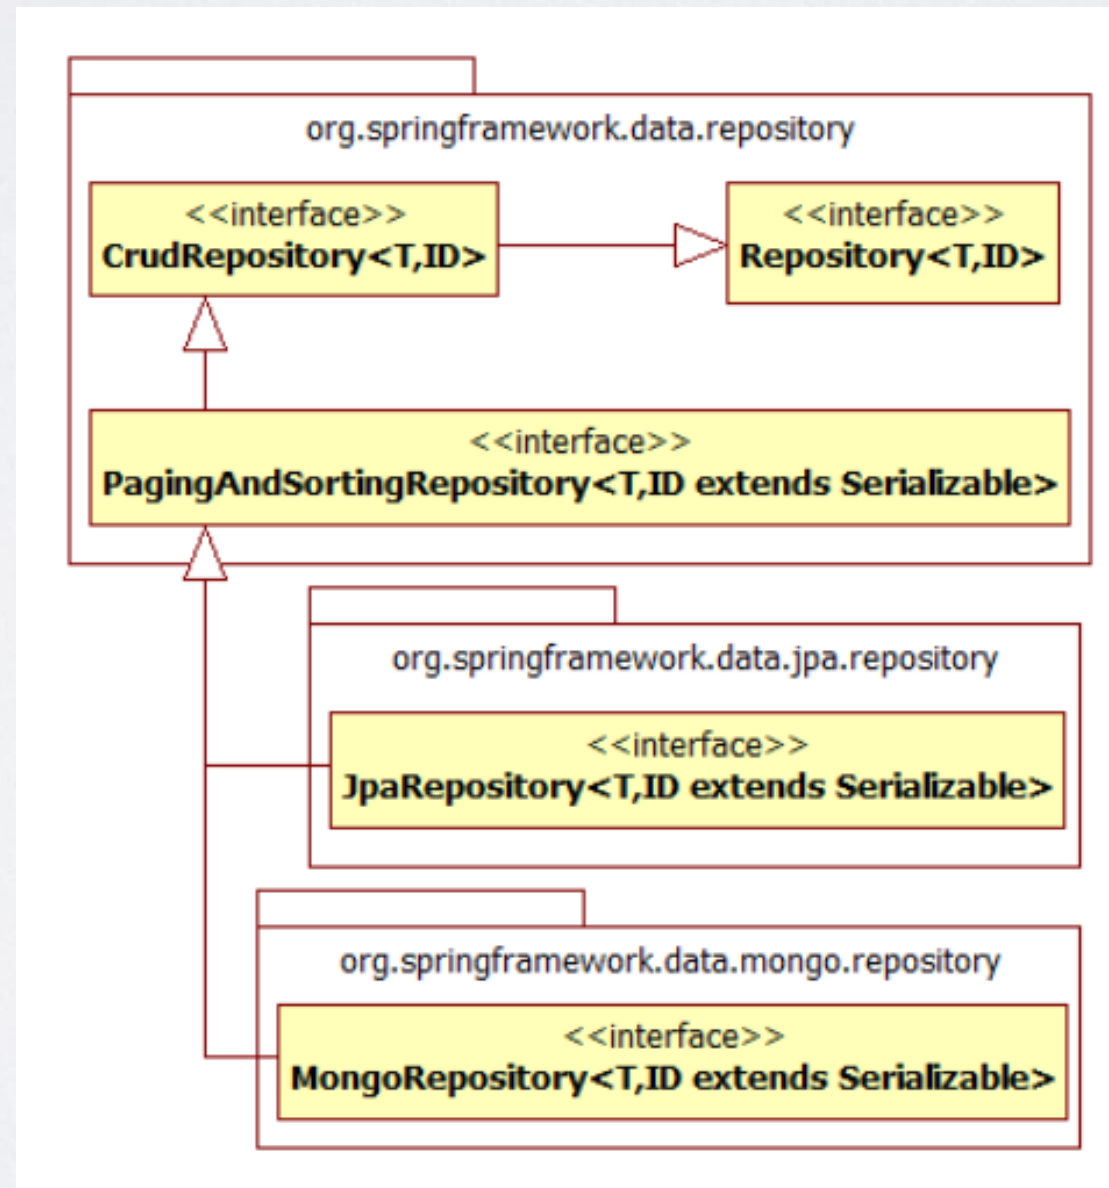 org.springframework.data.repository
<<interface>>
CrudRepository<T,ID>
<<interface>>
Repository<T,ID>
<<interface>>
PagingAndSortingRepository<T,ID extends Serializable>
org.springframework.data.jpa.repository
<<interface>>
JpaRepository<T,ID extends Serializable>
org.springframework.data.mongo.repository
<<interface>>
MongoRepository<T,ID extends Serializable>